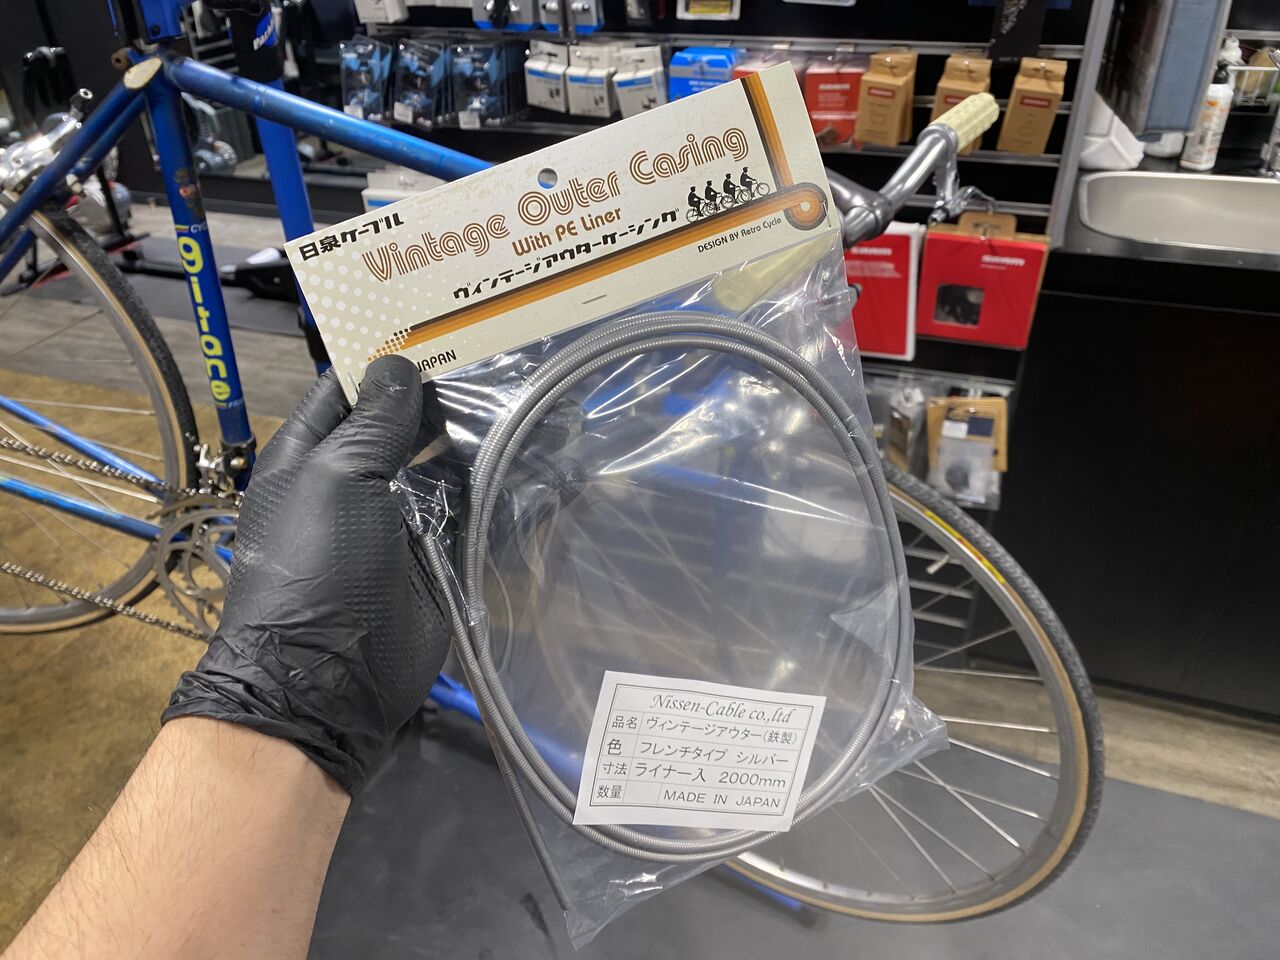 日泉ケーブル
Vintage Outer Casing
With PE Liner
ヴィンテージアウターケーシング
DESIGN BY Retro Cycle
JAPAN
Nissen-Cable co.,ltd
品名 ヴィンテージアウター(鉄製)
色 フレンチタイプ シルバー
寸法 ライナー入 2000mm
数量 MADE IN JAPAN
CYC
gitane
FRA